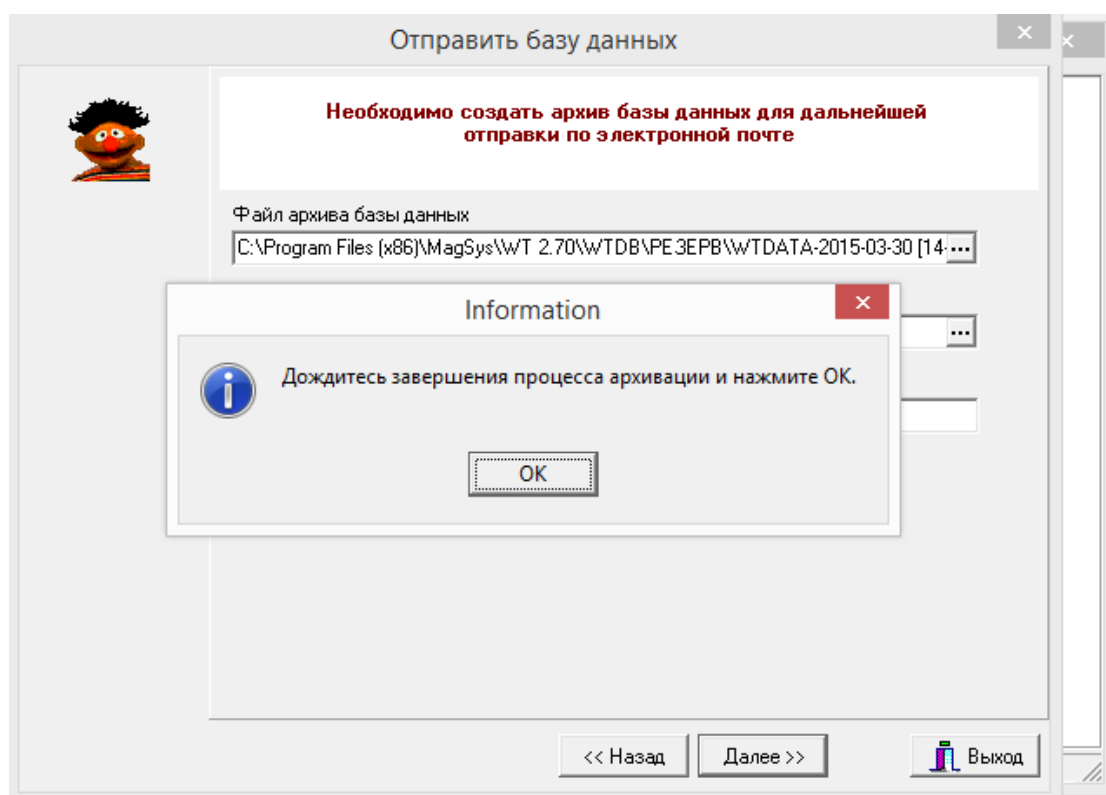 Отправить базу данных
Необходимо создать архив базы данных для дальнейшей
отправки по электронной почте
Файл архива базы данных
C:\Program Files (x86)\MagSys\WT 2.70\WTDB\РЕЗЕРВ\WTDATA-2015-03-30 [14-
...
Information
...
Дождитесь завершения процесса архивации и нажмите ОК.
OK
<< Назад
Далее >>
Выход